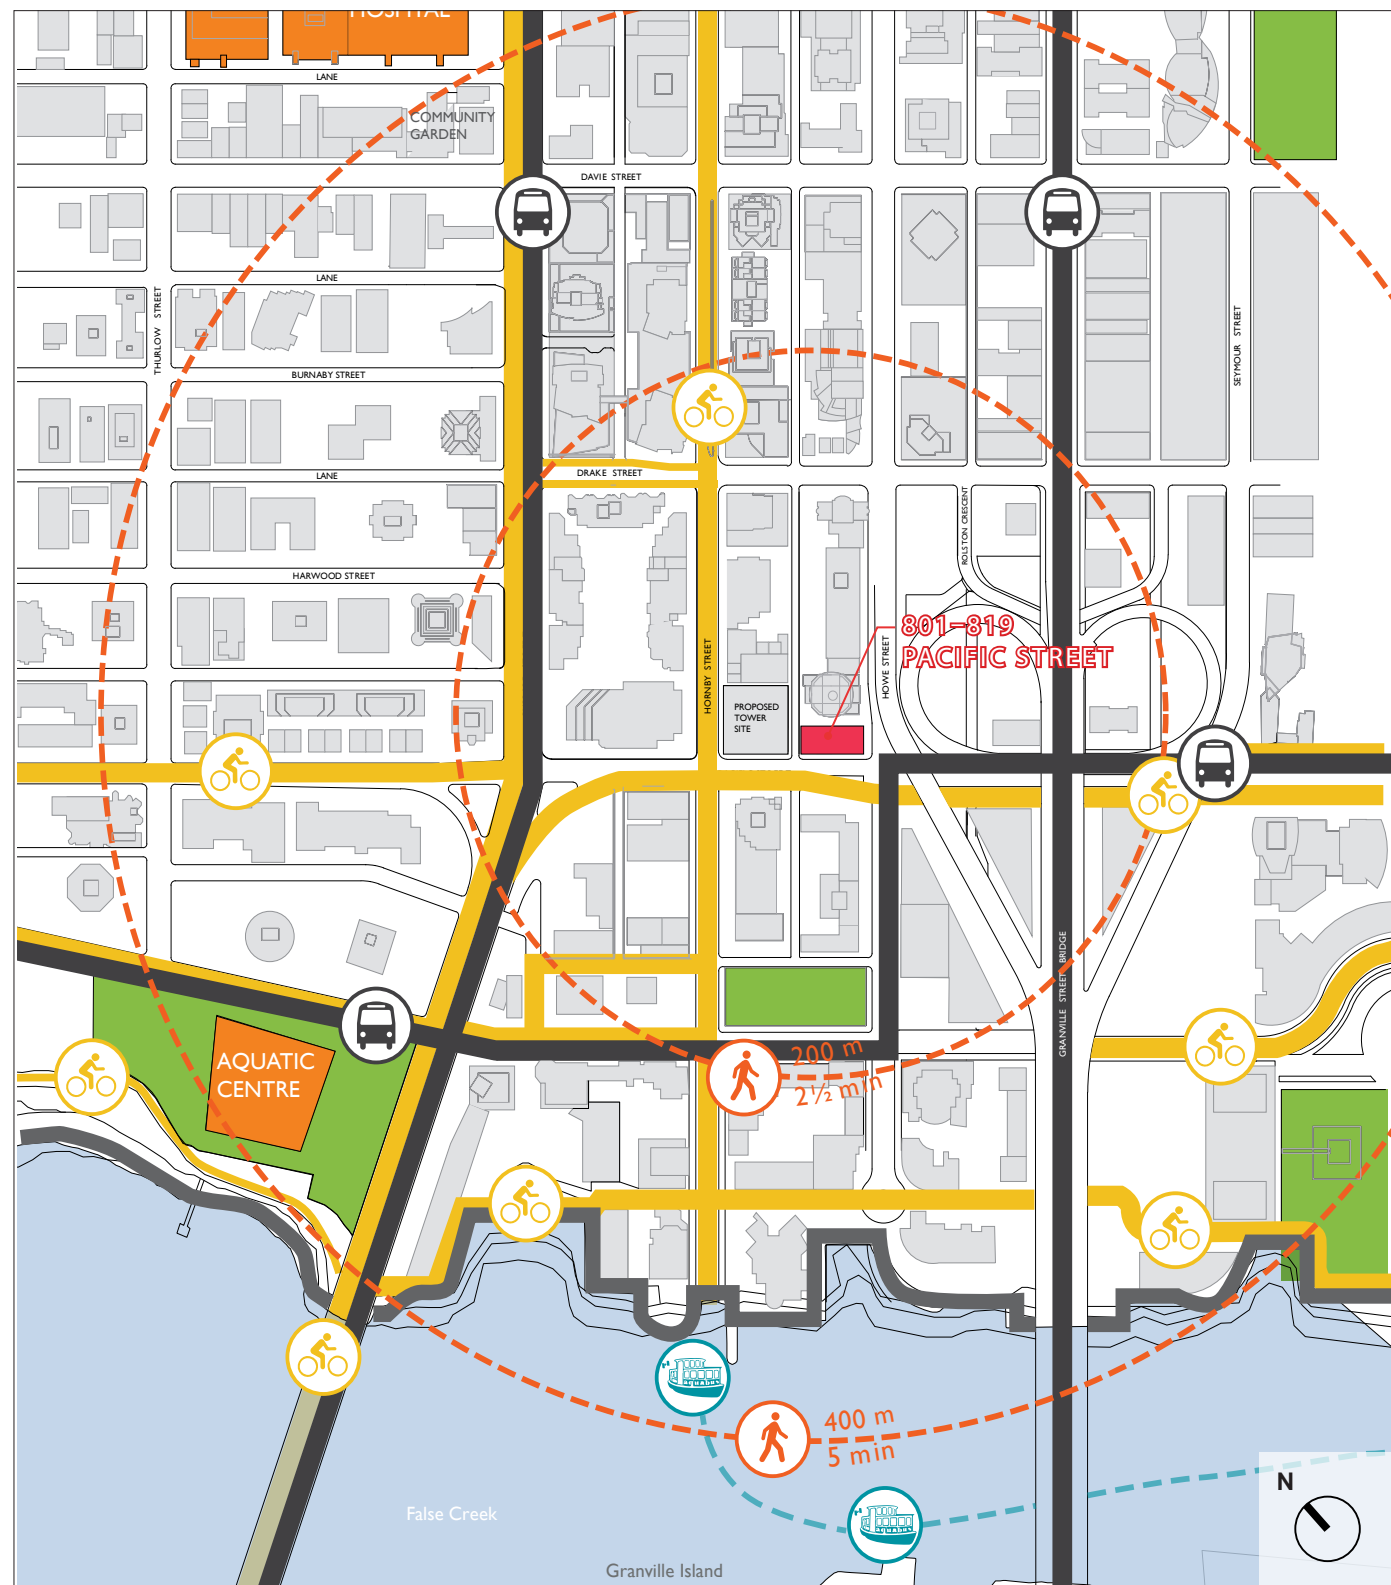 HOSPITAL
LANE
COMMUNITY
GARDEN
DAVIE STREET
LANE
THURLOW STREET
SEYMOUR STREET
BURNABY STREET
DRAKE STREET
LANE
ROLSTON CRESCENT
HARWOOD STREET
801–819
PACIFIC STREET
HORNBY STREET
HOWE STREET
PROPOSED
TOWER
SITE
GRANVILLE STREET BRIDGE
AQUATIC
CENTRE
200 m
2½ min
400 m
5 min
N
False Creek
Granville Island